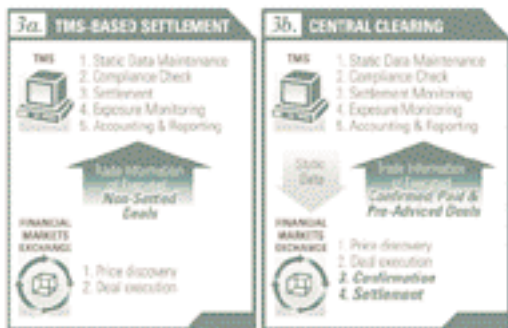 3a. TMS-BASED SETTLEMENT
TMS
1. Static Data Maintenance
2. Compliance Check
3. Settlement
4. Exposure Monitoring
5. Accounting & Reporting
Trade Information
of Executed
Non-Settled
Deals
FINANCIAL
MARKETS
EXCHANGE
1. Price discovery
2. Deal execution
3b. CENTRAL CLEARING
TMS
1. Static Data Maintenance
2. Compliance Check
3. Settlement Monitoring
4. Exposure Monitoring
5. Accounting & Reporting
Static
Data
Trade Information
of Executed
Confirmed, Paid &
Pre-Adviced Deals
FINANCIAL
MARKETS
EXCHANGE
1. Price discovery
2. Deal execution
3. Confirmation
4. Settlement